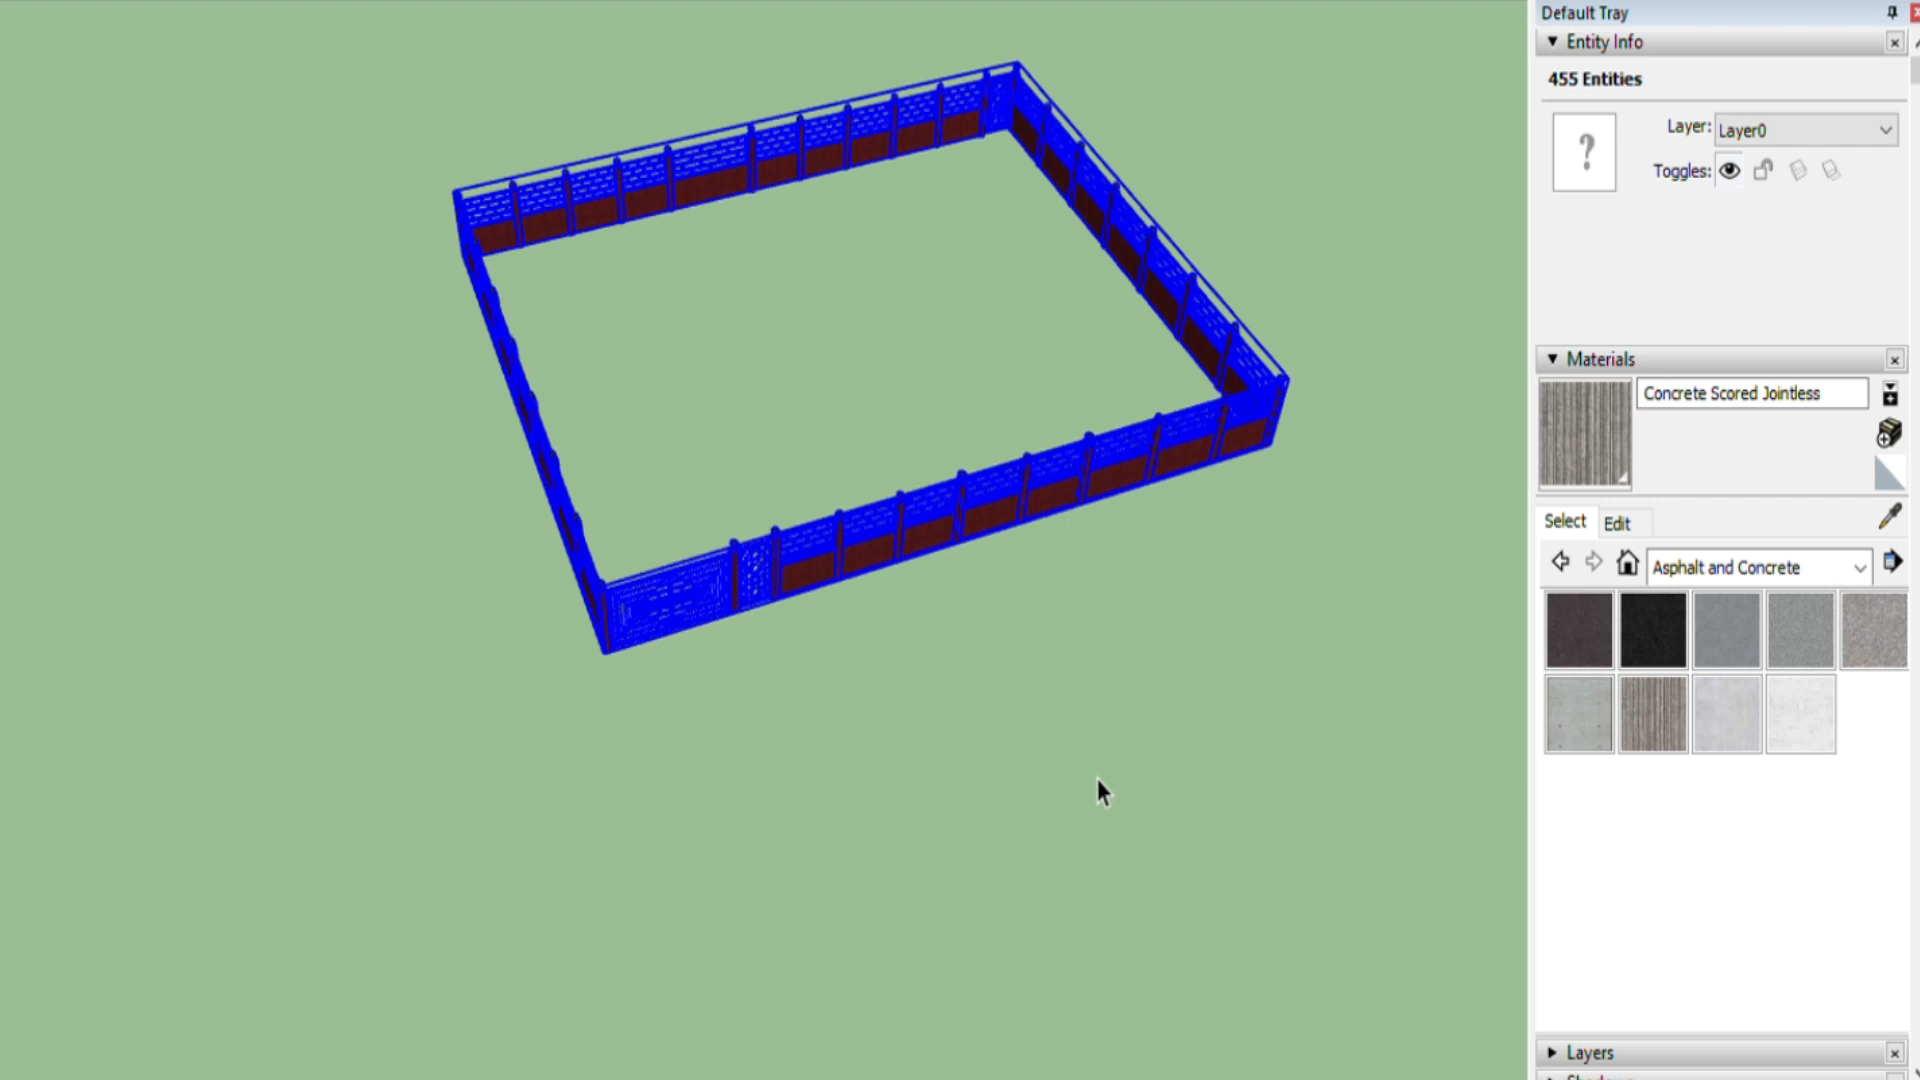 Default Tray
Entity Info
455 Entities
?
Layer: Layer0
Toggles:
Materials
Concrete Scored Jointless
Select Edit
Asphalt and Concrete
Layers